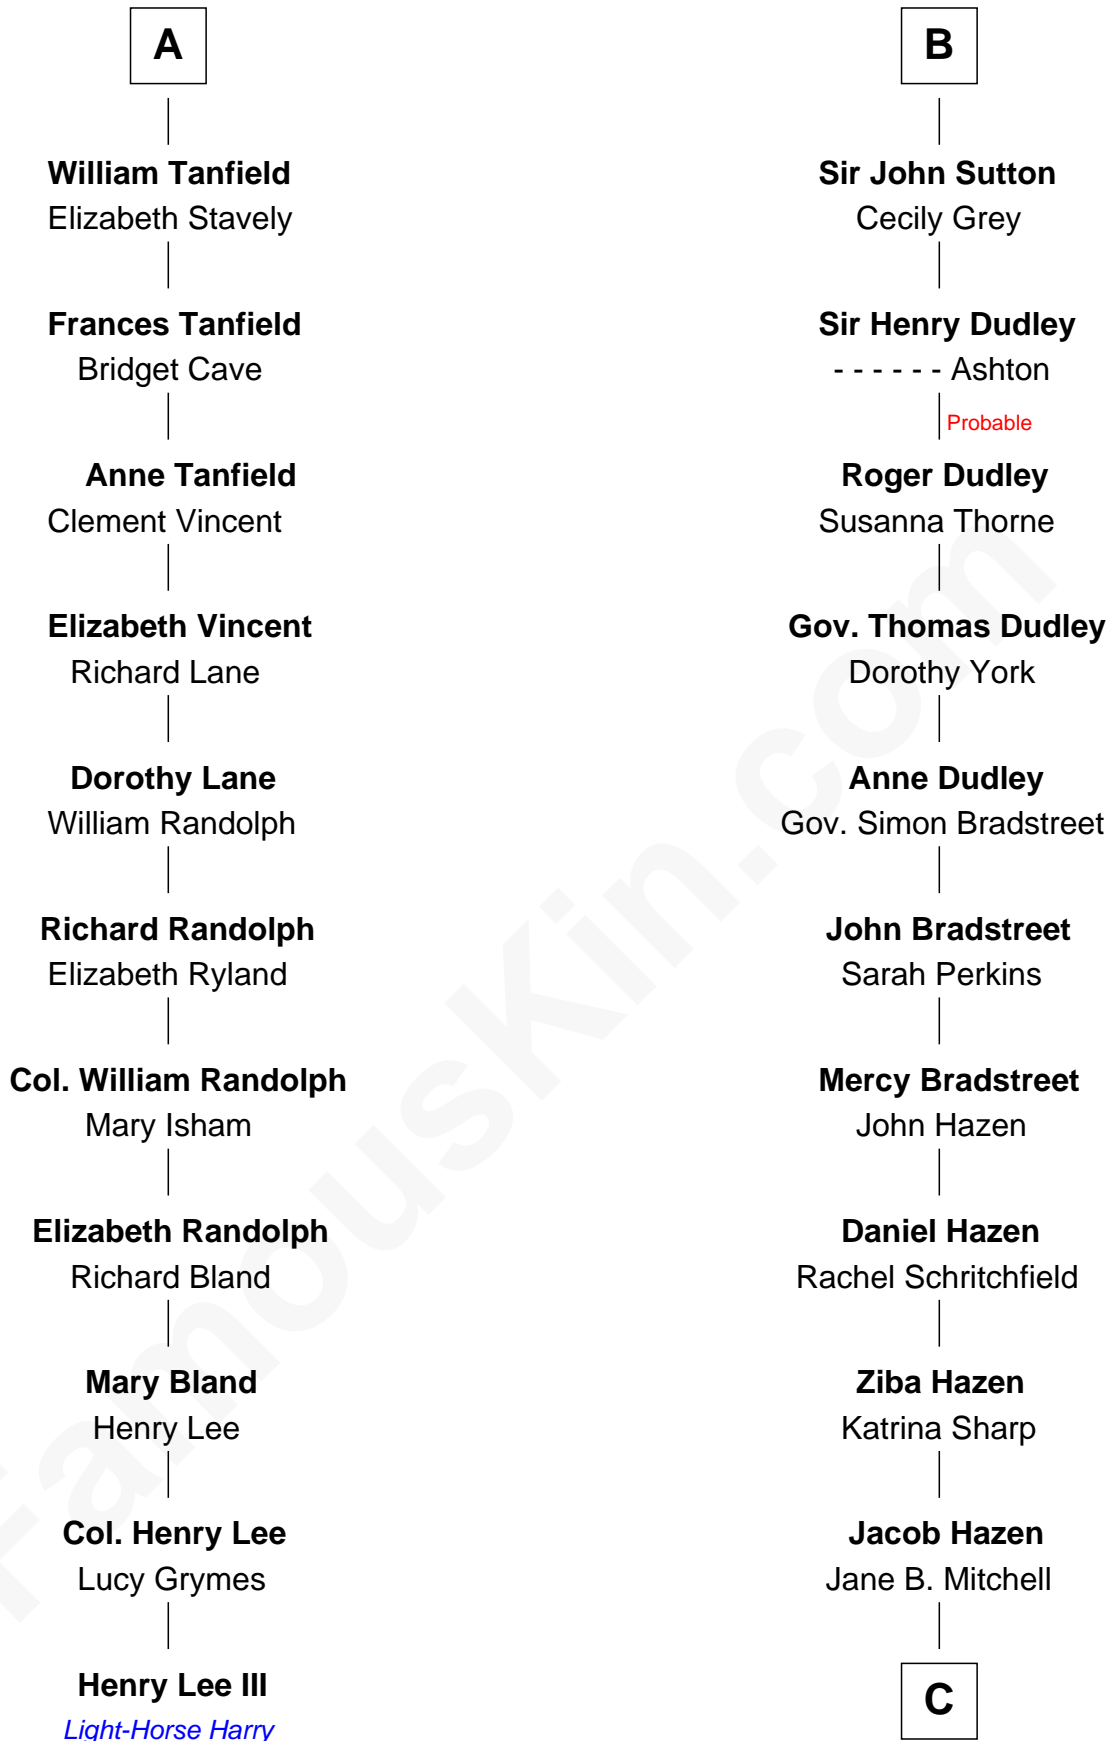 A
William Tanfield
Elizabeth Stavely
Frances Tanfield
Bridget Cave
Anne Tanfield
Clement Vincent
Elizabeth Vincent
Richard Lane
Dorothy Lane
William Randolph
Richard Randolph
Elizabeth Ryland
Col. William Randolph
Mary Isham
Elizabeth Randolph
Richard Bland
Mary Bland
Henry Lee
Col. Henry Lee
Lucy Grymes
Henry Lee III
Light-Horse Harry
B
Sir John Sutton
Cecily Grey
Sir Henry Dudley
- - - - - - Ashton
Probable
Roger Dudley
Susanna Thorne
Gov. Thomas Dudley
Dorothy York
Anne Dudley
Gov. Simon Bradstreet
John Bradstreet
Sarah Perkins
Mercy Bradstreet
John Hazen
Daniel Hazen
Rachel Schritchfield
Ziba Hazen
Katrina Sharp
Jacob Hazen
Jane B. Mitchell
C
FamousKin.com